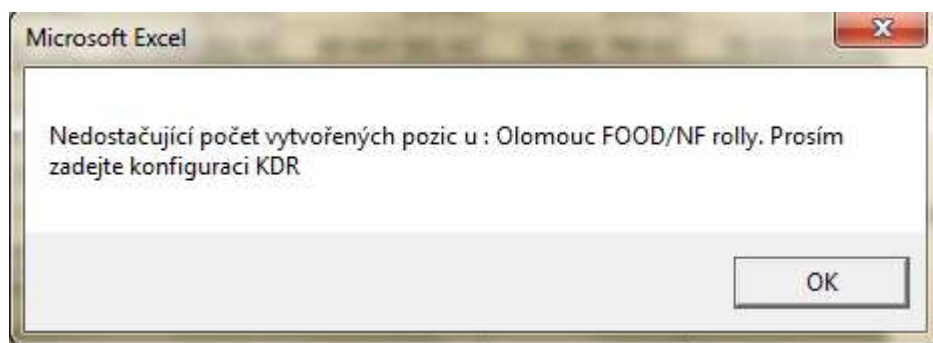 Microsoft Excel
Nedostačující počet vytvořených pozic u : Olomouc FOOD/NF rolly. Prosím
zadejte konfiguraci KDR
OK